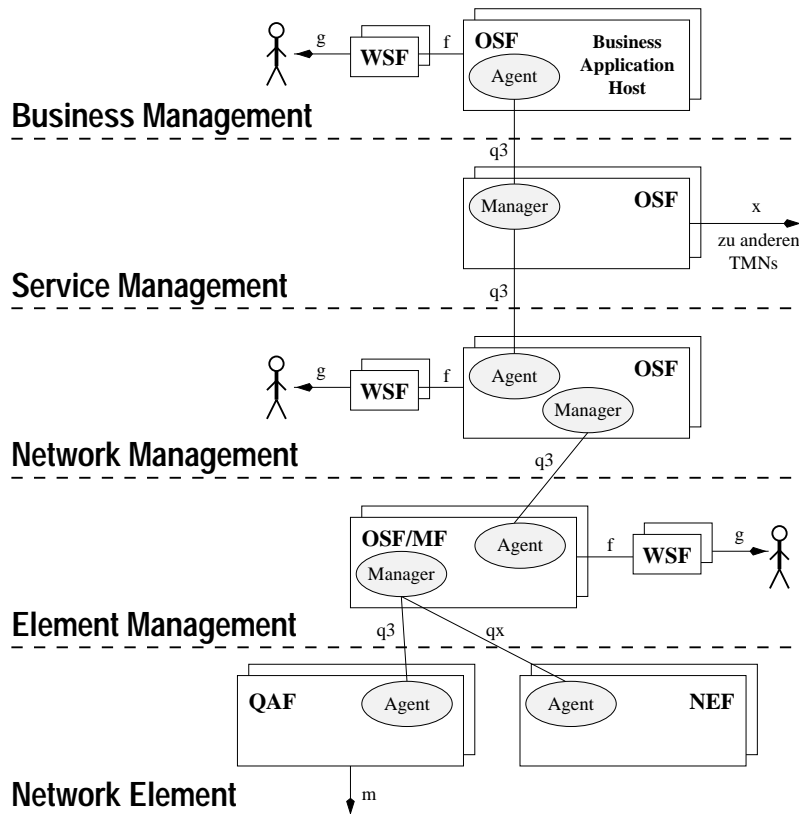 g
f
WSF
OSF
Business
Application
Host
Agent
Business Management
q3
Manager
OSF
x
zu anderen
TMNs
Service Management
q3
g
f
WSF
Agent
OSF
Manager
Network Management
q3
OSF/MF
Agent
Manager
f
WSF
g
Element Management
q3
qx
QAF
Agent
Agent
NEF
Network Element
m